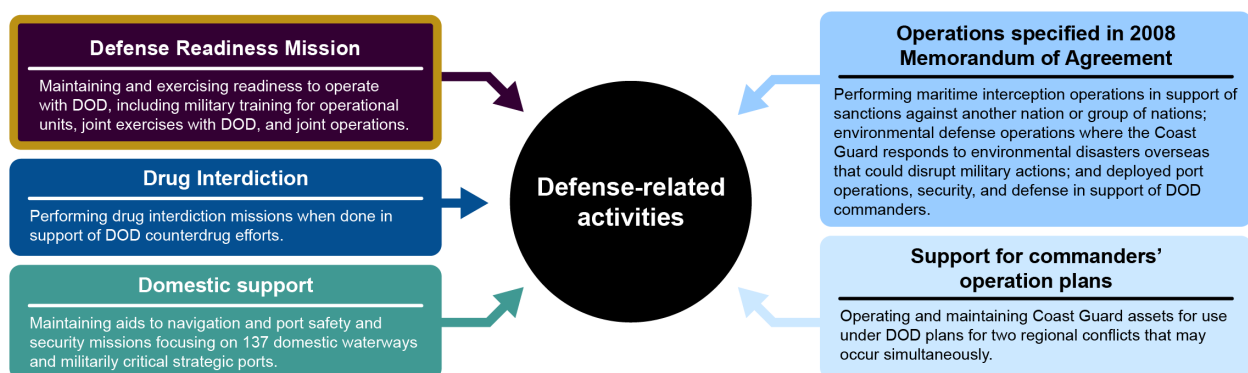 Defense Readiness Mission
Maintaining and exercising readiness to operate
with DOD, including military training for operational
units, joint exercises with DOD, and joint operations.
Drug Interdiction
Performing drug interdiction missions when done in
support of DOD counterdrug efforts.
Domestic support
Maintaining aids to navigation and port safety and
security missions focusing on 137 domestic waterways
and militarily critical strategic ports.
Defense-related
activities
Operations specified in 2008
Memorandum of Agreement
Performing maritime interception operations in support of
sanctions against another nation or group of nations;
environmental defense operations where the Coast
Guard responds to environmental disasters overseas
that could disrupt military actions; and deployed port
operations, security, and defense in support of DOD
commanders.
Support for commanders’
operation plans
Operating and maintaining Coast Guard assets for use
under DOD plans for two regional conflicts that may
occur simultaneously.